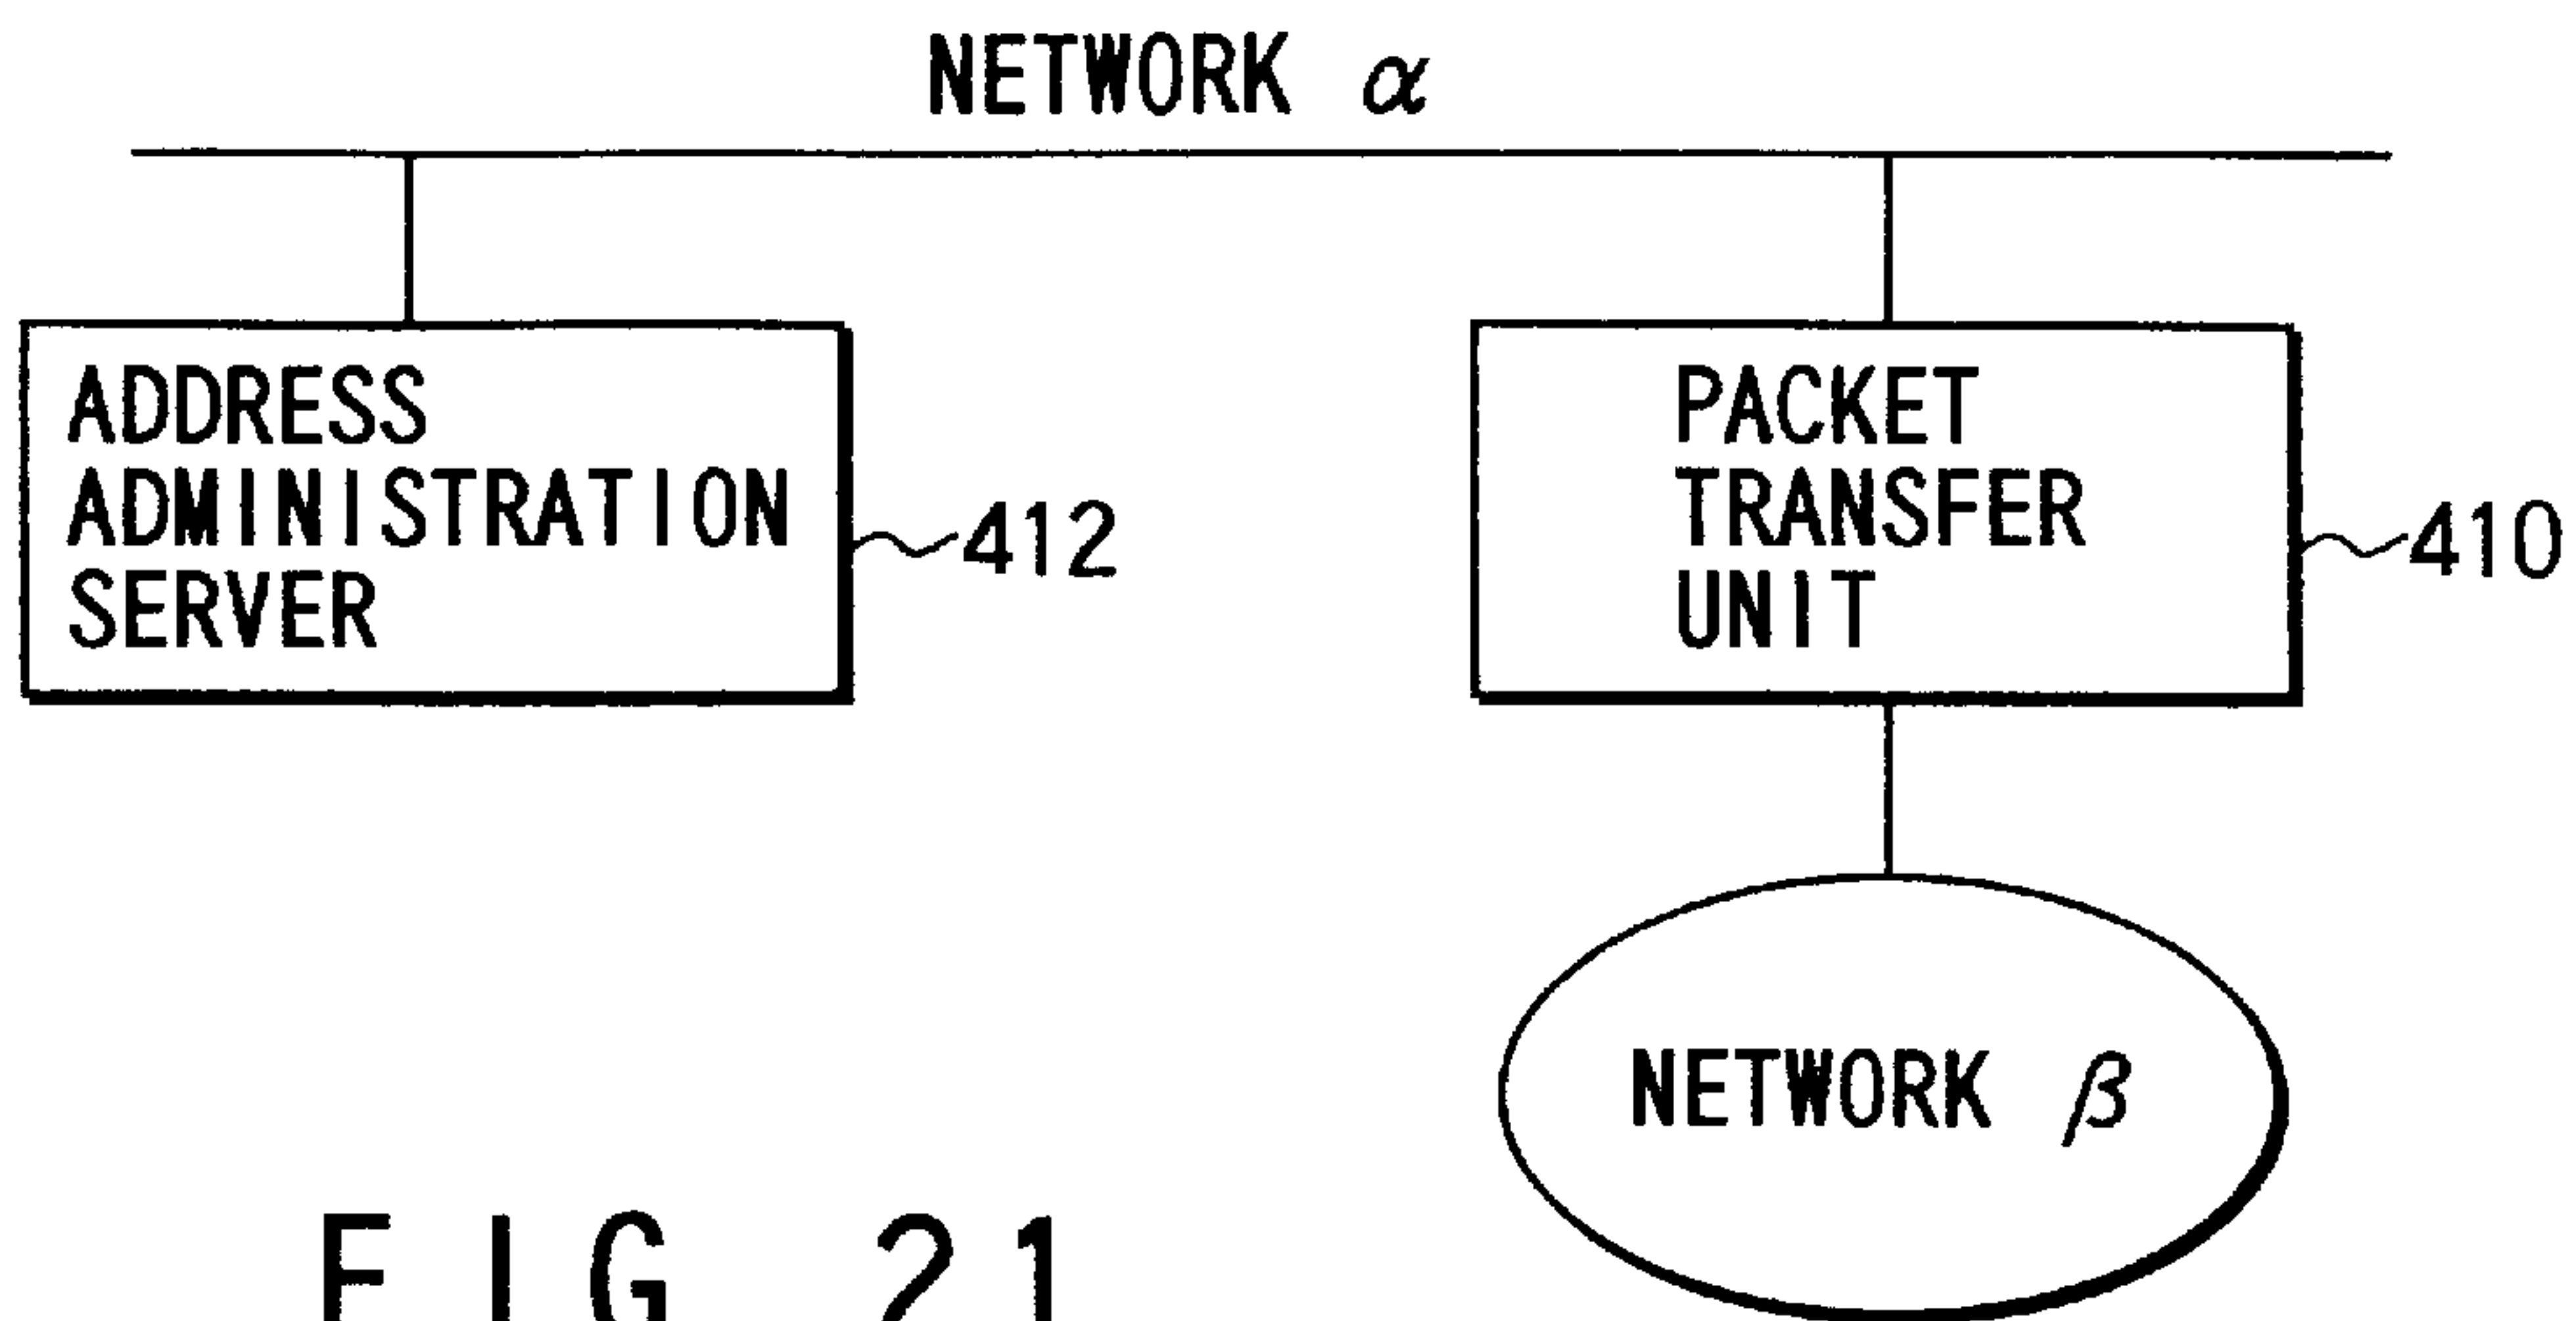 NETWORK α
ADDRESS
ADMINISTRATION
SERVER
412
PACKET
TRANSFER
UNIT
410
NETWORK β
FIG 21